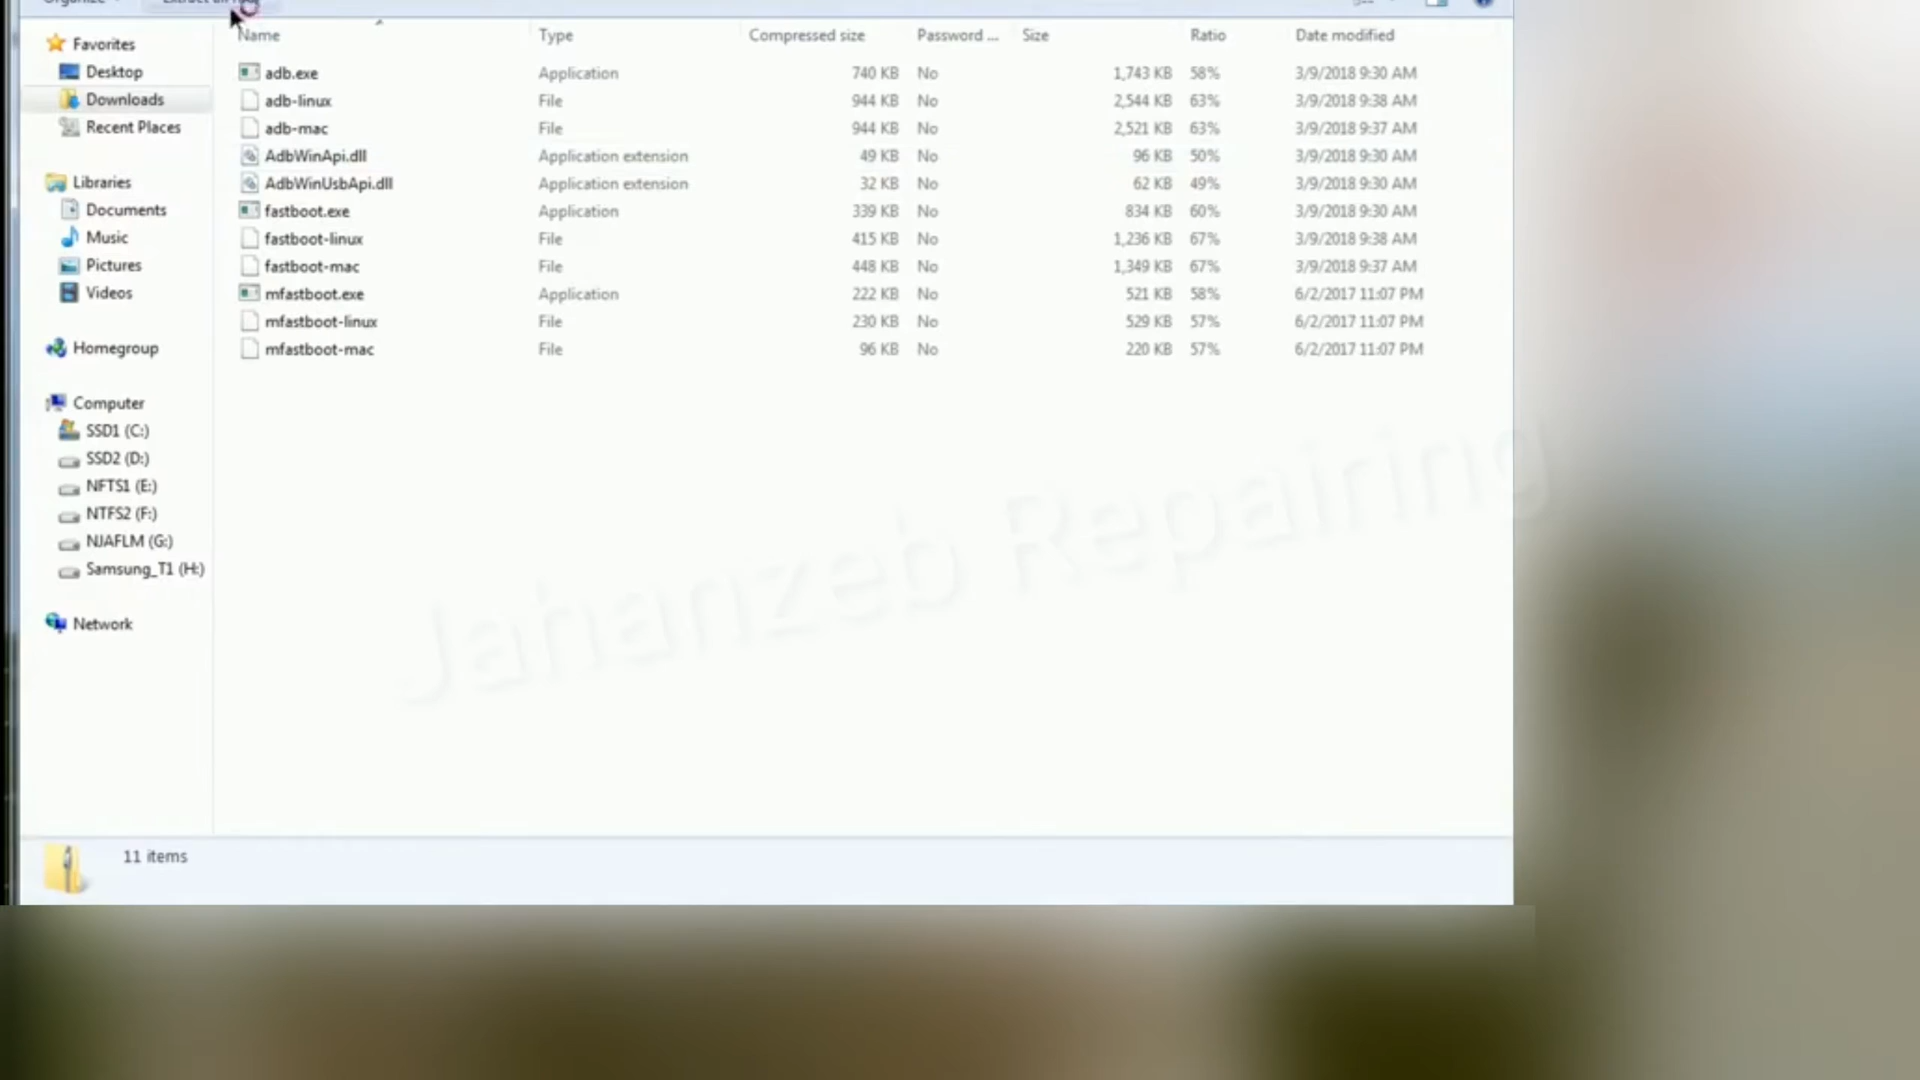 Organize Extract all files
Name Type Compressed size Password ... Size Ratio Date modified
Favorites
Desktop
Downloads
Recent Places
Libraries
Documents
Music
Pictures
Videos
Homegroup
Computer
SSD1 (C:)
SSD2 (D:)
NFTS1 (E:)
NTFS2 (F:)
NJAFLM (G:)
Samsung_T1 (H:)
Network
adb.exe Application 740 KB No 1,743 KB 58% 3/9/2018 9:30 AM
adb-linux File 944 KB No 2,544 KB 63% 3/9/2018 9:38 AM
adb-mac File 944 KB No 2,521 KB 63% 3/9/2018 9:37 AM
AdbWinApi.dll Application extension 49 KB No 96 KB 50% 3/9/2018 9:30 AM
AdbWinUsbApi.dll Application extension 32 KB No 62 KB 49% 3/9/2018 9:30 AM
fastboot.exe Application 339 KB No 834 KB 60% 3/9/2018 9:30 AM
fastboot-linux File 415 KB No 1,236 KB 67% 3/9/2018 9:38 AM
fastboot-mac File 448 KB No 1,349 KB 67% 3/9/2018 9:37 AM
mfastboot.exe Application 222 KB No 521 KB 58% 6/2/2017 11:07 PM
mfastboot-linux File 230 KB No 529 KB 57% 6/2/2017 11:07 PM
mfastboot-mac File 96 KB No 220 KB 57% 6/2/2017 11:07 PM
Jahanzeb Repairing
11 items